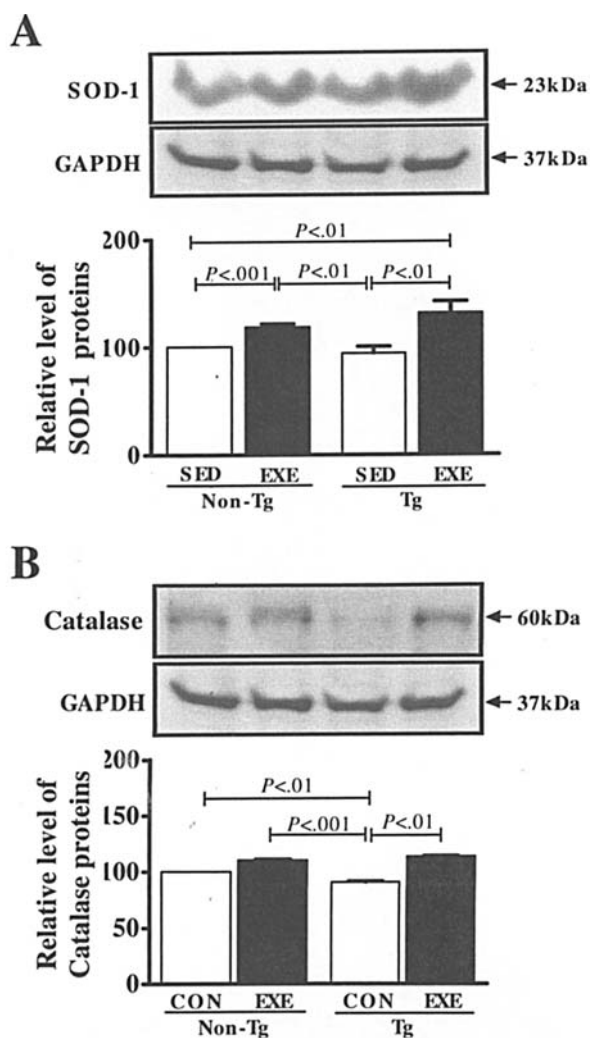 A
SOD-1
23kDa
GAPDH
37kDa
Relative level of
SOD-1 proteins
200
100
0
P<.01
P<.001
P<.01
P<.01
SED
EXE
SED
EXE
Non-Tg
Tg
B
Catalase
60kDa
GAPDH
37kDa
Relative level of
Catalase proteins
200
150
100
50
0
P<.01
P<.001
P<.01
CON
EXE
CON
EXE
Non-Tg
Tg